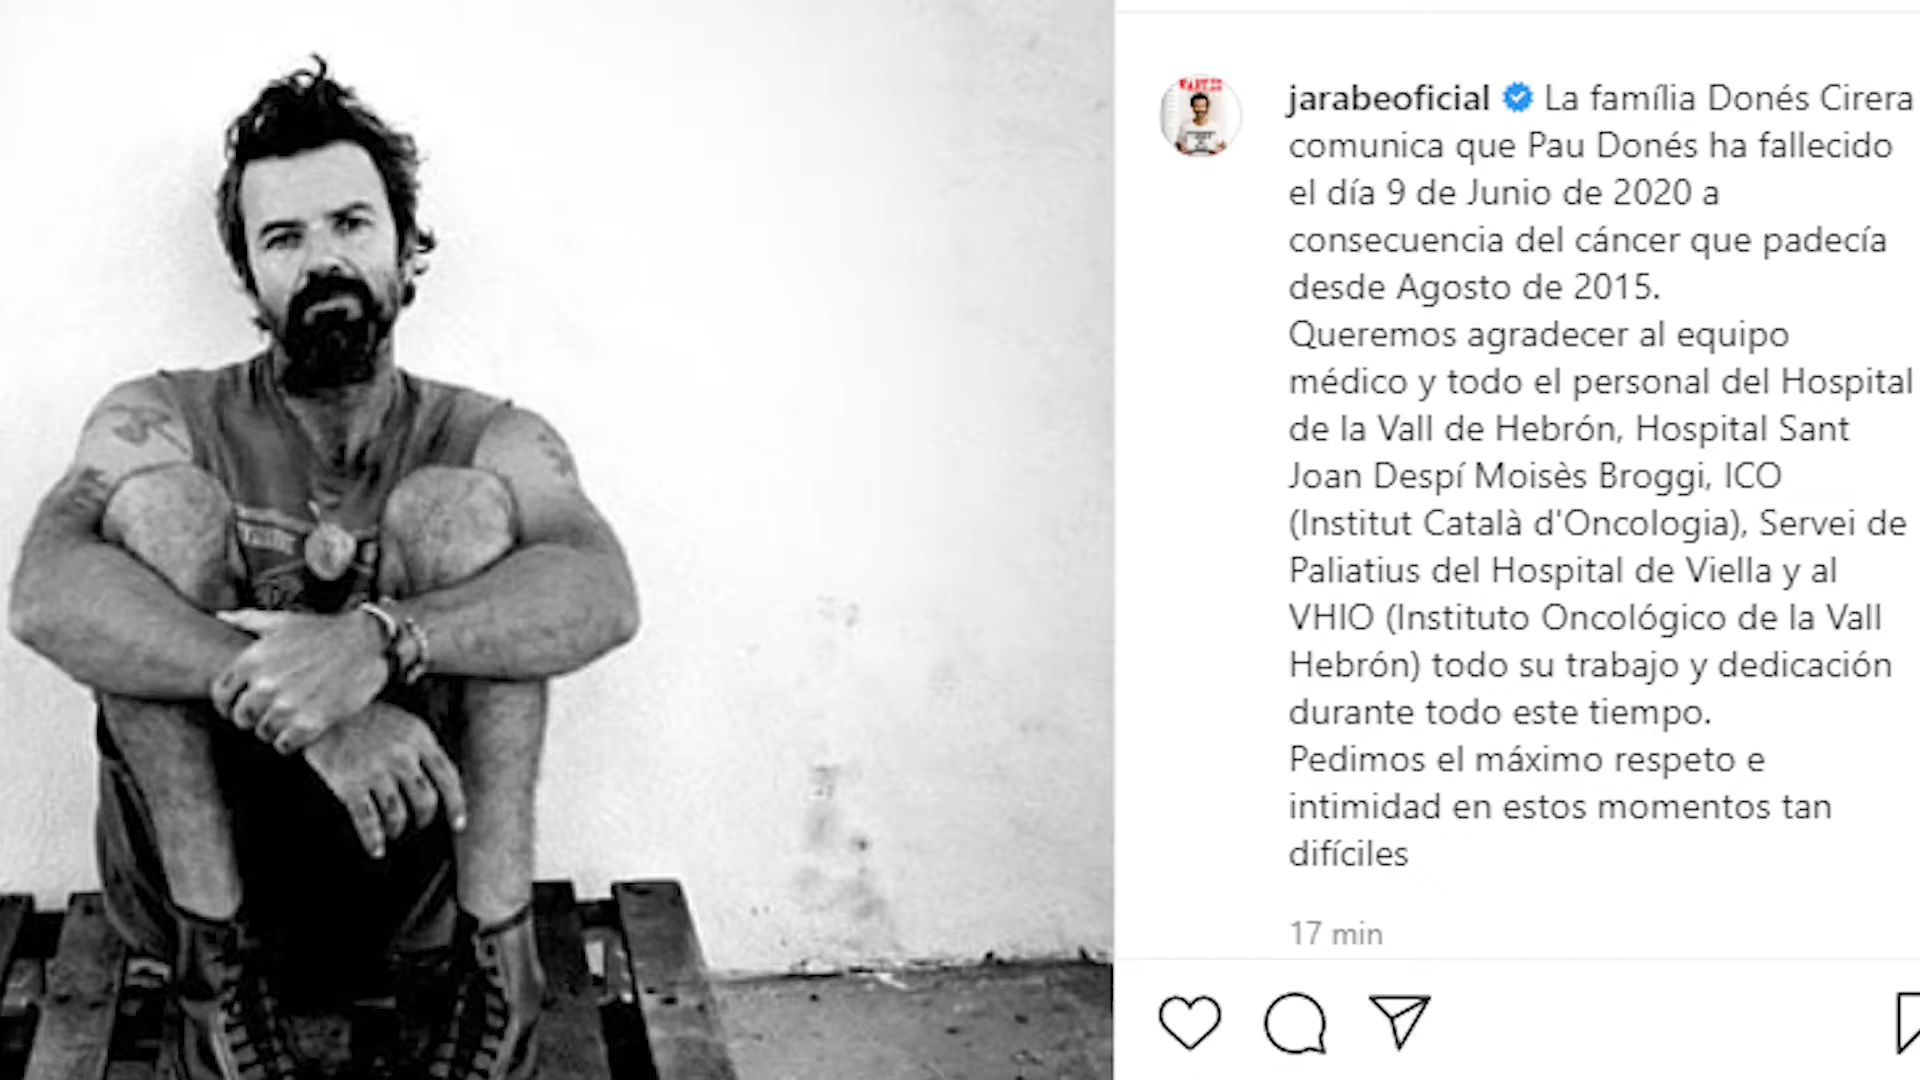 jarabeoficial La família Donés Cirera
comunica que Pau Donés ha fallecido
el día 9 de Junio de 2020 a
consecuencia del cáncer que padecía
desde Agosto de 2015.
Queremos agradecer al equipo
médico y todo el personal del Hospital
de la Vall de Hebrón, Hospital Sant
Joan Despí Moisès Broggi, ICO
(Institut Català d'Oncologia), Servei de
Paliatius del Hospital de Viella y al
VHIO (Instituto Oncológico de la Vall
Hebrón) todo su trabajo y dedicación
durante todo este tiempo.
Pedimos el máximo respeto e
intimidad en estos momentos tan
difíciles
17 min
WANTED